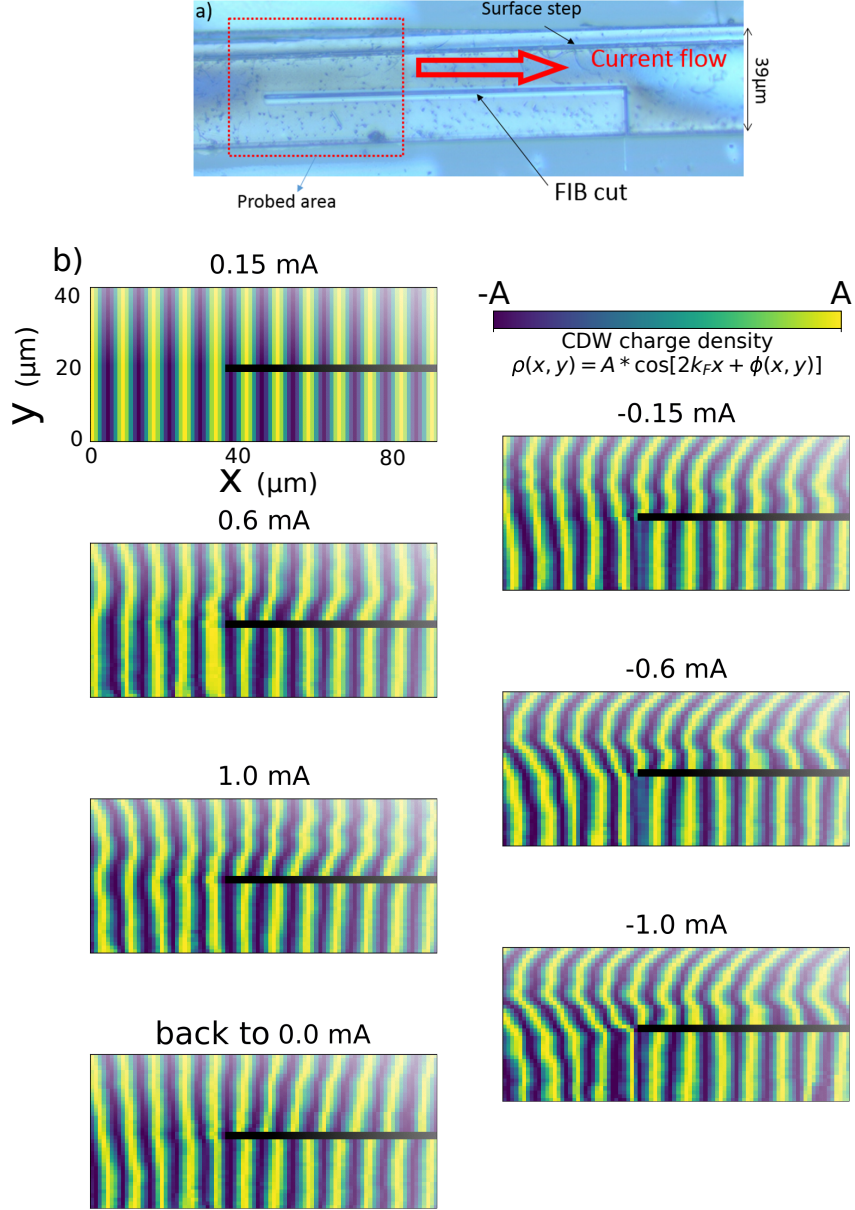 a)
Surface step
Current flow
39μm
FIB cut
Probed area
b)
0.15 mA
40
20
0
y (μm)
0
40
80
x (μm)
-A
A
CDW charge density
ρ(x, y) = A * cos[2k_Fx + ϕ(x, y)]
-0.15 mA
0.6 mA
-0.6 mA
1.0 mA
-1.0 mA
back to 0.0 mA